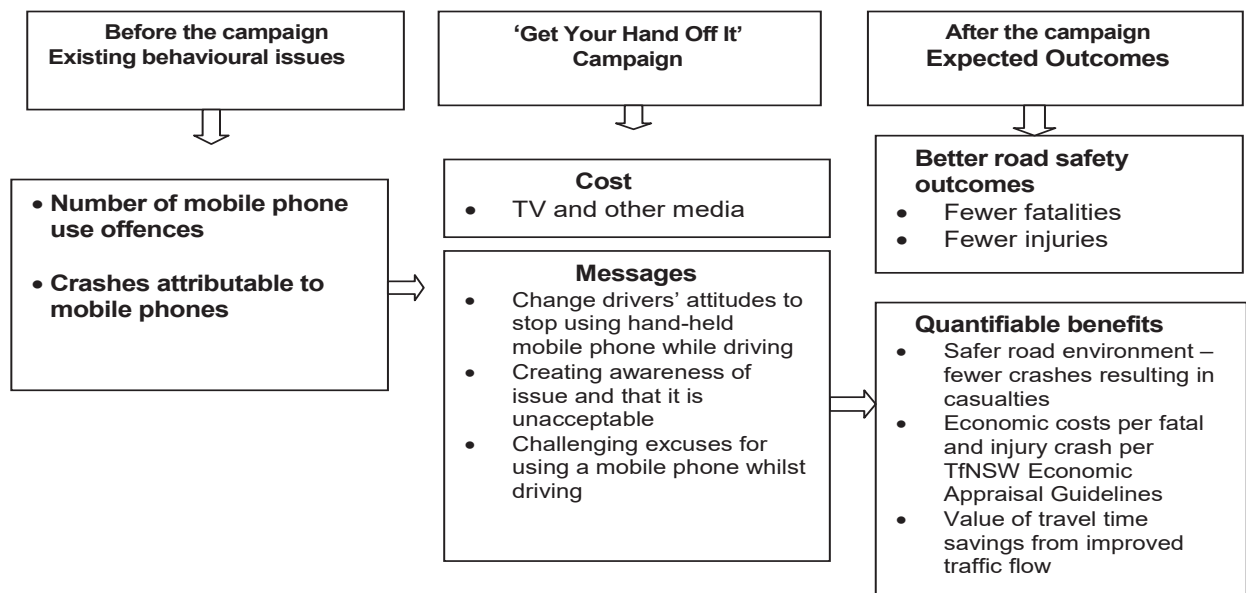 Before the campaign
Existing behavioural issues
• Number of mobile phone
use offences
• Crashes attributable to
mobile phones
‘Get Your Hand Off It’
Campaign
Cost
• TV and other media
Messages
• Change drivers’ attitudes to
stop using hand-held
mobile phone while driving
• Creating awareness of
issue and that it is
unacceptable
• Challenging excuses for
using a mobile phone whilst
driving
After the campaign
Expected Outcomes
Better road safety
outcomes
• Fewer fatalities
• Fewer injuries
Quantifiable benefits
• Safer road environment –
fewer crashes resulting in
casualties
• Economic costs per fatal
and injury crash per
TfNSW Economic
Appraisal Guidelines
• Value of travel time
savings from improved
traffic flow